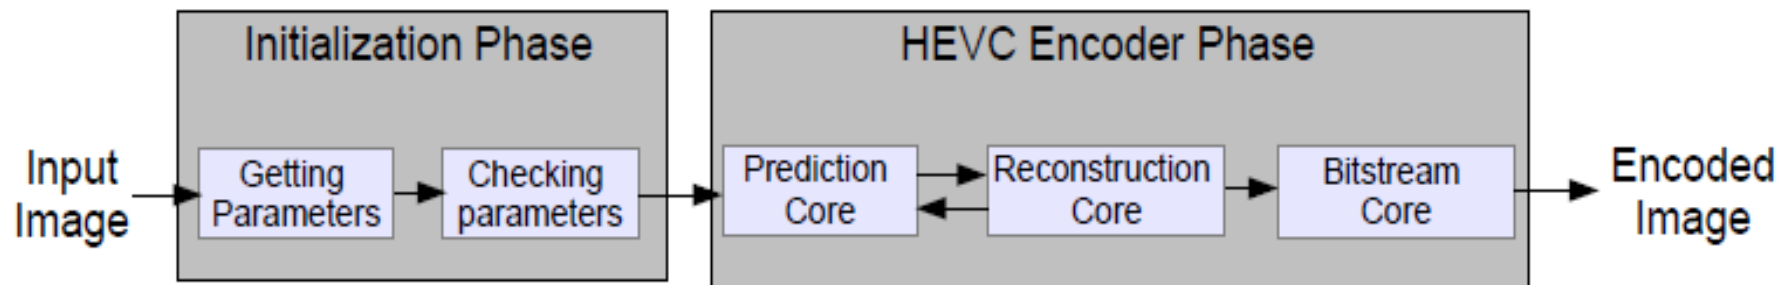 Initialization Phase
HEVC Encoder Phase
Input
Image
Getting
Parameters
Checking
parameters
Prediction
Core
Reconstruction
Core
Bitstream
Core
Encoded
Image